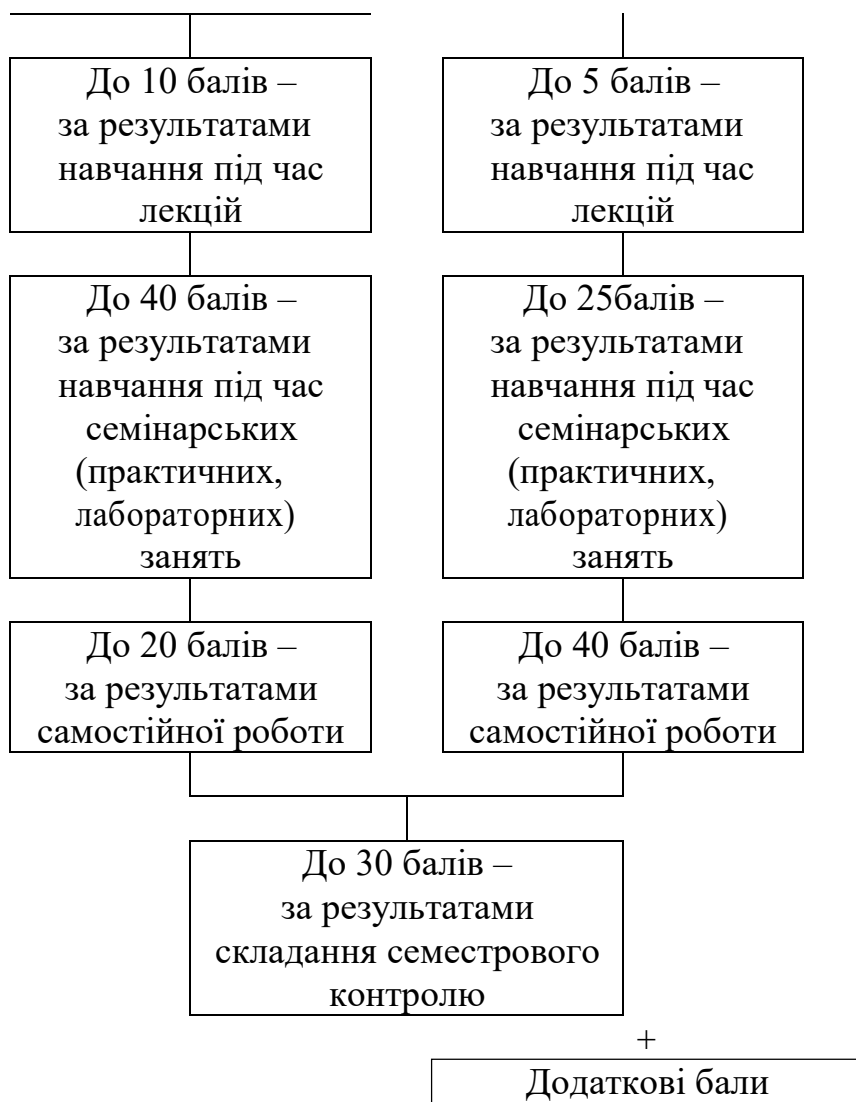 До 10 балів –
за результатами
навчання під час
лекцій
До 5 балів –
за результатами
навчання під час
лекцій
До 40 балів –
за результатами
навчання під час
семінарських
(практичних,
лабораторних)
занять
До 25балів –
за результатами
навчання під час
семінарських
(практичних,
лабораторних)
занять
До 20 балів –
за результатами
самостійної роботи
До 40 балів –
за результатами
самостійної роботи
До 30 балів –
за результатами
складання семестрового
контролю
+
Додаткові бали